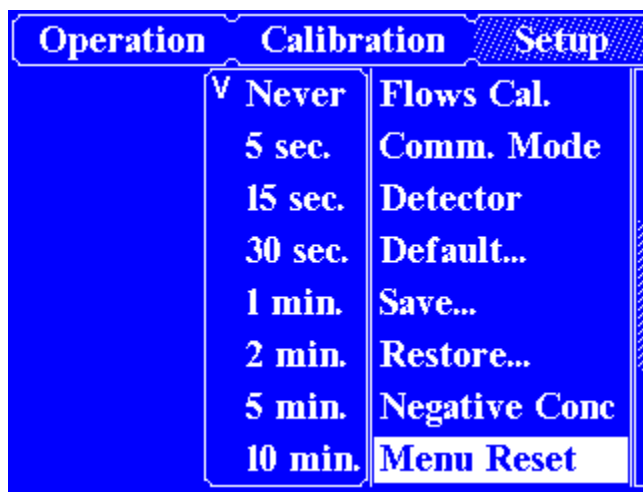 Operation Calibration Setup
V Never Flows Cal.
5 sec. Comm. Mode
15 sec. Detector
30 sec. Default...
1 min. Save...
2 min. Restore...
5 min. Negative Conc
10 min. Menu Reset